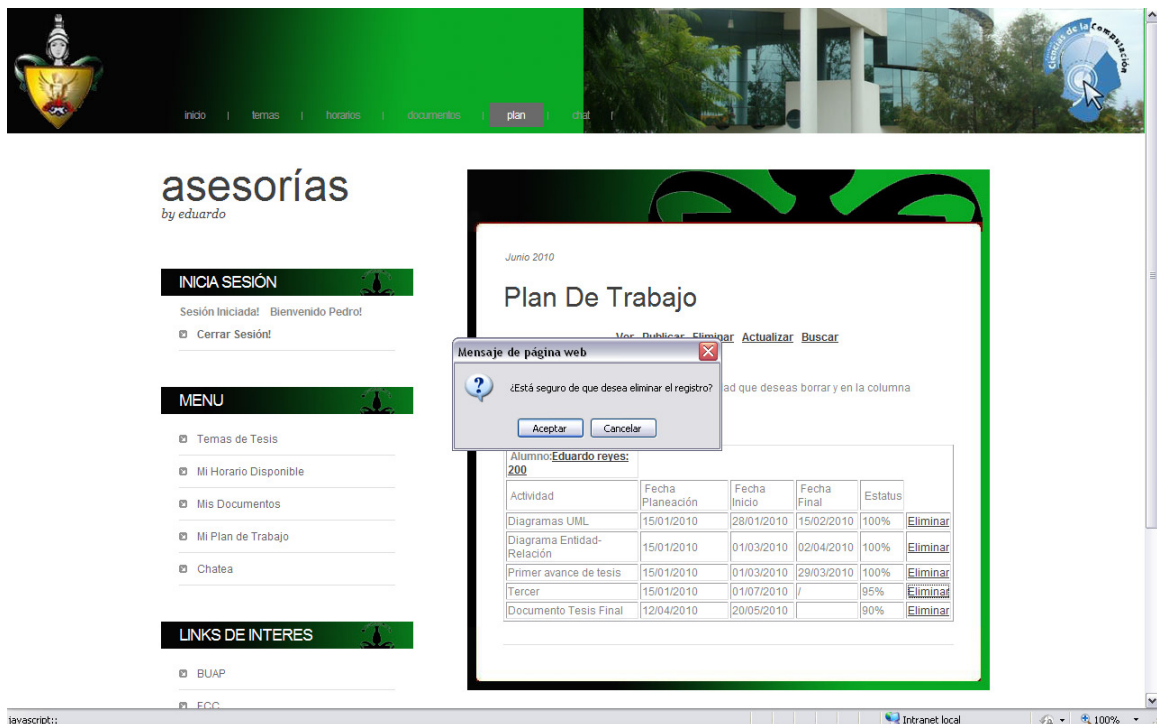 Ciencias de la Computación
inicio | temas | horarios | documentos | plan | chat |
asesorías
by eduardo
INICIA SESIÓN
Sesión Iniciada! Bienvenido Pedro!
Cerrar Sesión!
MENU
Temas de Tesis
Mi Horario Disponible
Mis Documentos
Mi Plan de Trabajo
Chatea
LINKS DE INTERES
BUAP
FCC
Junio 2010
Plan De Trabajo
Ver Publicar Eliminar Actualizar Buscar
ad que deseas borrar y en la columna
Mensaje de página web
¿Está seguro de que desea eliminar el registro?
Aceptar Cancelar
Alumno:Eduardo reyes:
200
Actividad Fecha Planeación Fecha Inicio Fecha Final Estatus
Diagramas UML 15/01/2010 28/01/2010 15/02/2010 100% Eliminar
Diagrama Entidad-Relación 15/01/2010 01/03/2010 02/04/2010 100% Eliminar
Primer avance de tesis 15/01/2010 01/03/2010 29/03/2010 100% Eliminar
Tercer 15/01/2010 01/07/2010 / 95% Eliminar
Documento Tesis Final 12/04/2010 20/05/2010 90% Eliminar
javascript:; Intranet local 100%